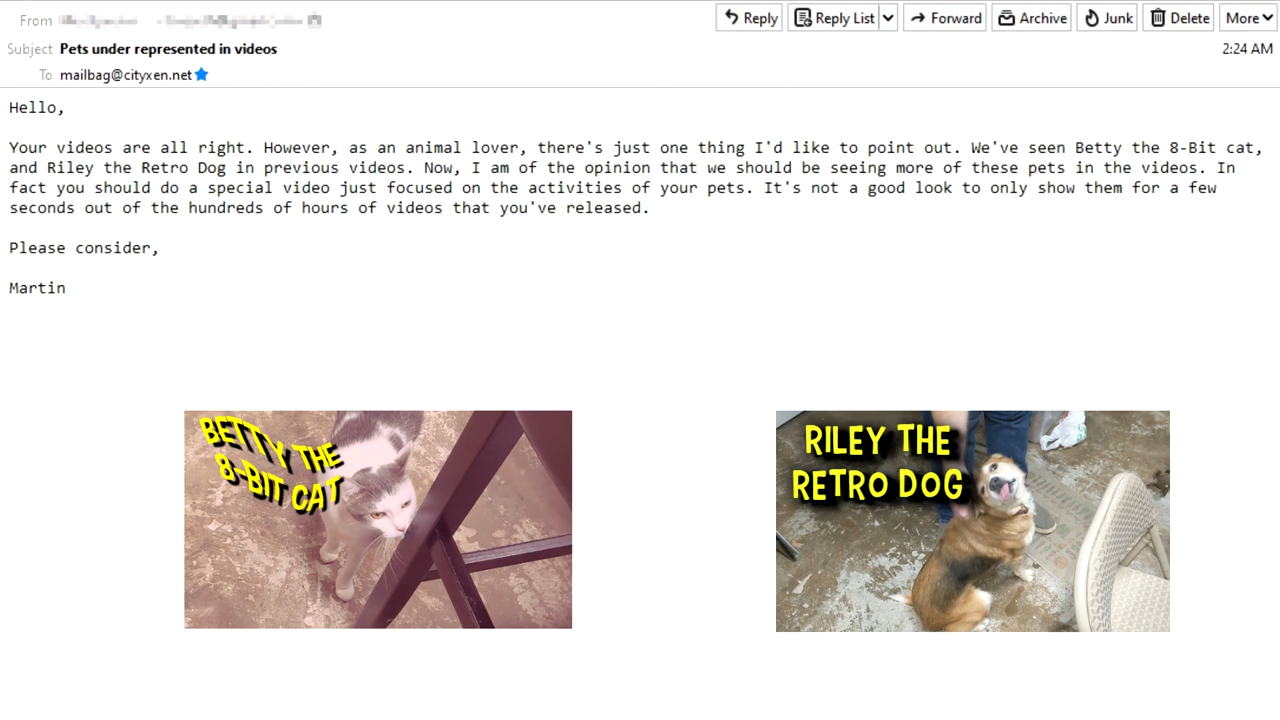 From
Reply Reply List Forward Archive Junk Delete More
Subject Pets under represented in videos
2:24 AM
To mailbag@cityxen.net
Hello,
Your videos are all right. However, as an animal lover, there's just one thing I'd like to point out. We've seen Betty the 8-Bit cat,
and Riley the Retro Dog in previous videos. Now, I am of the opinion that we should be seeing more of these pets in the videos. In
fact you should do a special video just focused on the activities of your pets. It's not a good look to only show them for a few
seconds out of the hundreds of hours of videos that you've released.
Please consider,
Martin
BETTY THE
8-BIT CAT
RILEY THE
RETRO DOG